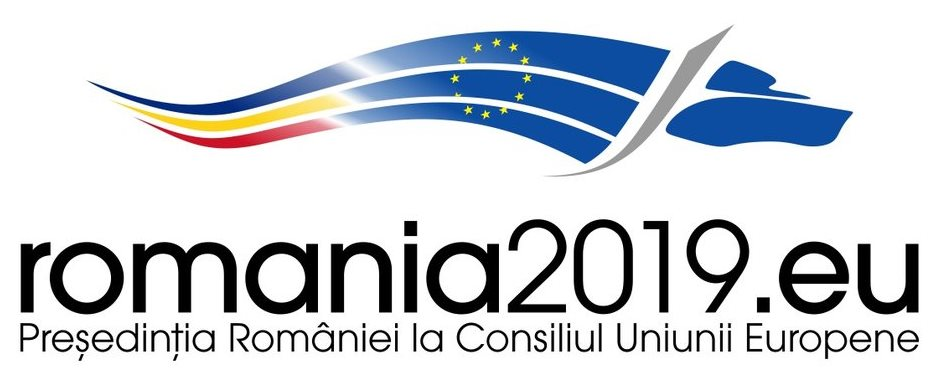 romania2019.eu
Președinția României la Consiliul Uniunii Europene